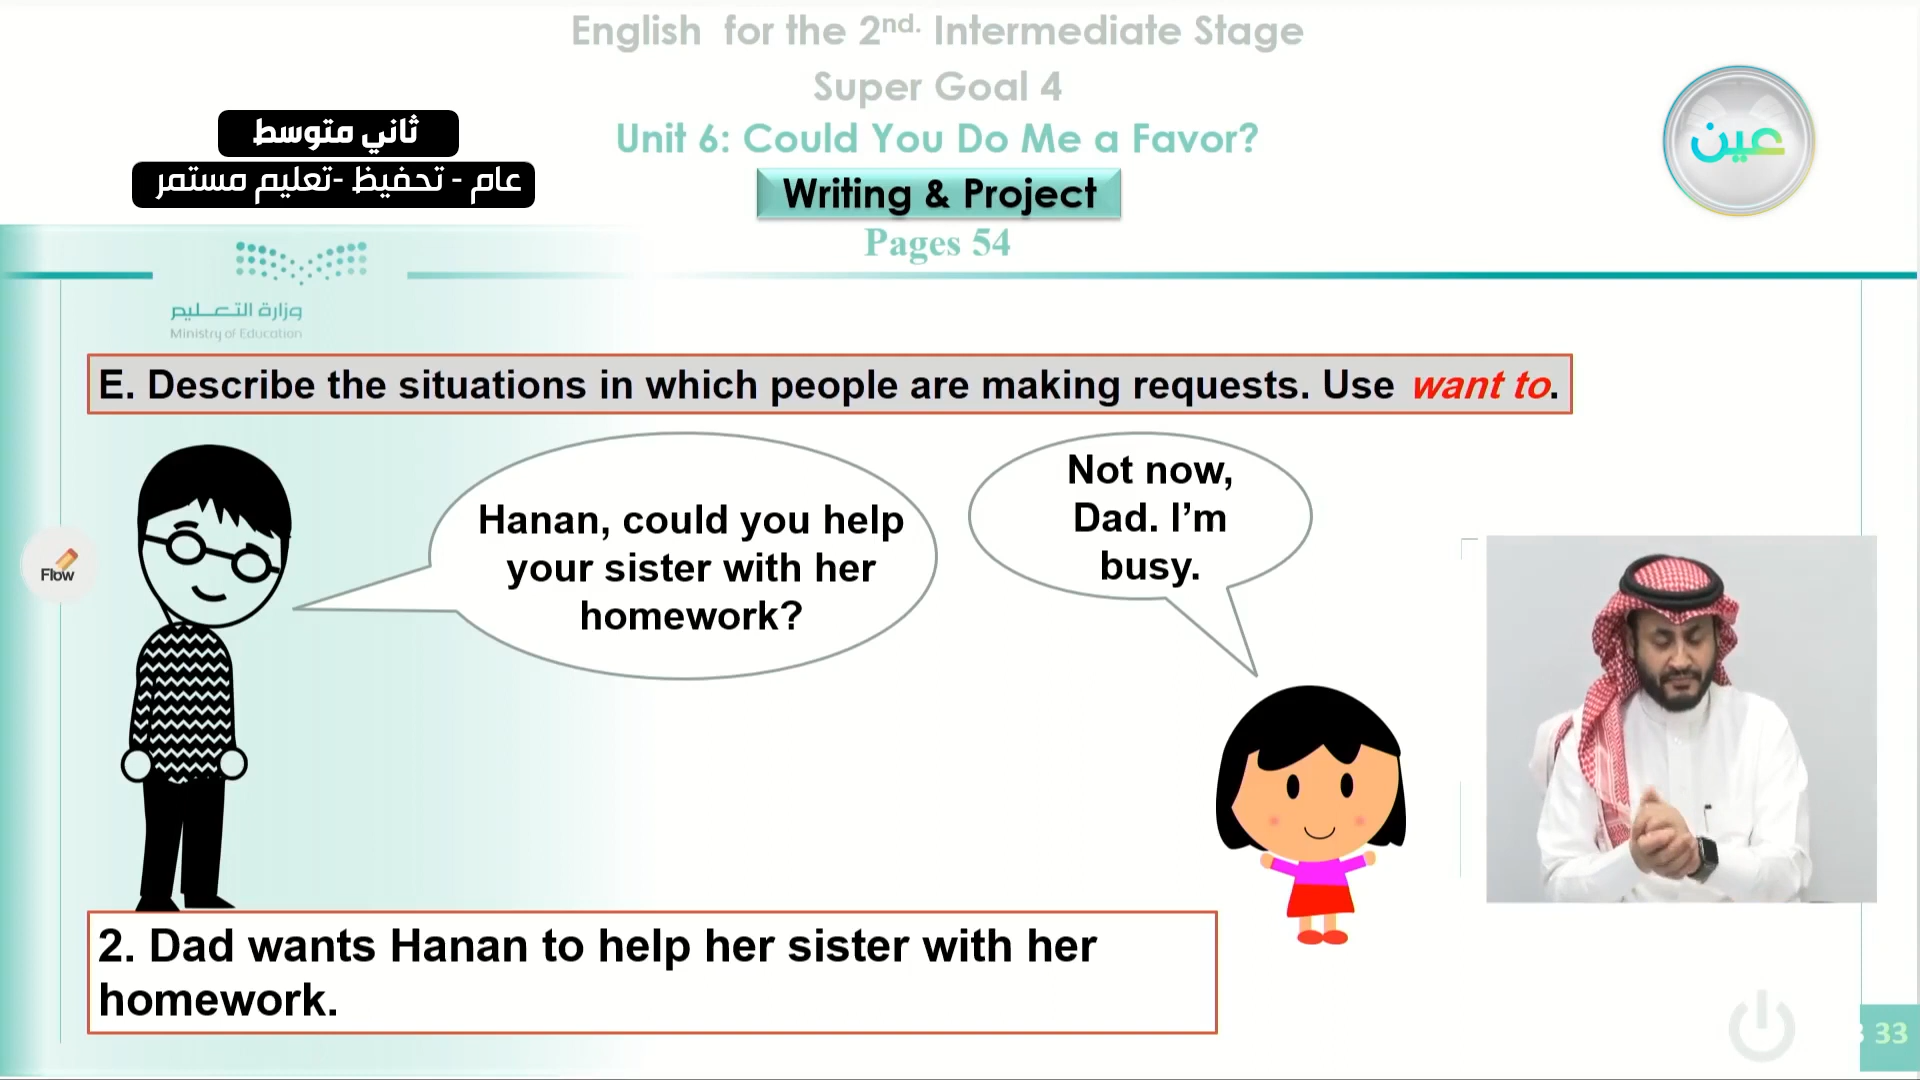 English for the 2nd. Intermediate Stage
Super Goal 4
Unit 6: Could You Do Me a Favor?
Writing & Project
Pages 54
ثاني متوسط
عام - تحفيظ -تعليم مستمر
عين
وزارة التعليم
Ministry of Education
E. Describe the situations in which people are making requests. Use want to.
Hanan, could you help
your sister with her
homework?
Not now,
Dad. I'm
busy.
Flow
2. Dad wants Hanan to help her sister with her
homework.
33